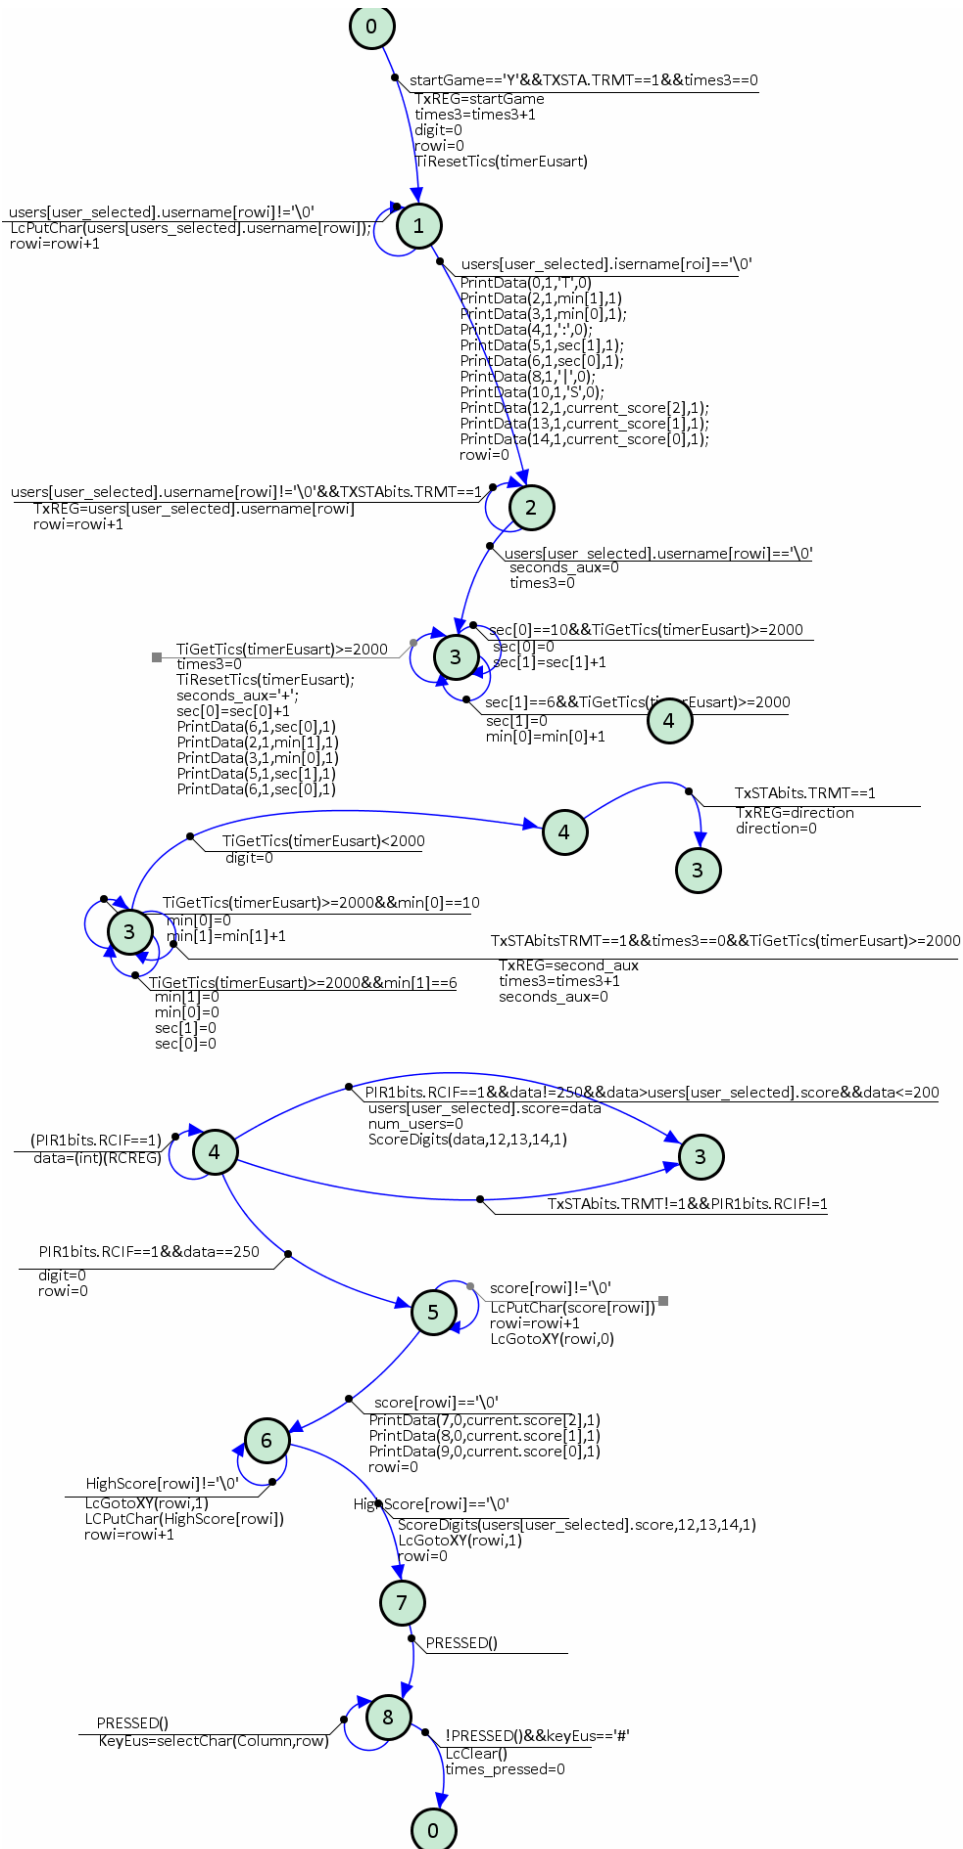 0
startGame=='Y'&&TXSTA.TRMT==1&&times3==0
TxREG=startGame
times3=times3+1
digit=0
rowi=0
TiResetTics(timerEusart)
1
users[user_selected].username[rowi]!='\0'
LcPutChar(users[users_selected].username[rowi]);
rowi=rowi+1
users[user_selected].isername[roi]=='\0'
PrintData(0,1,'T',0)
PrintData(2,1,min[1],1)
PrintData(3,1,min[0],1);
PrintData(4,1,':',0);
PrintData(5,1,sec[1],1);
PrintData(6,1,sec[0],1);
PrintData(8,1,'|',0);
PrintData(10,1,'S',0);
PrintData(12,1,current_score[2],1);
PrintData(13,1,current_score[1],1);
PrintData(14,1,current_score[0],1);
rowi=0
users[user_selected].username[rowi]!='\0'&&TXSTAbits.TRMT==1
TxREG=users[user_selected].username[rowi]
rowi=rowi+1
2
users[user_selected].username[rowi]=='\0'
seconds_aux=0
times3=0
TiGetTics(timerEusart)>=2000
times3=0
TiResetTics(timerEusart);
seconds_aux='+';
sec[0]=sec[0]+1
PrintData(6,1,sec[0],1)
PrintData(2,1,min[1],1)
PrintData(3,1,min[0],1)
PrintData(5,1,sec[1],1)
PrintData(6,1,sec[0],1)
3
sec[0]==10&&TiGetTics(timerEusart)>=2000
sec[0]=0
sec[1]=sec[1]+1
sec[1]==6&&TiGetTics(timerEusart)>=2000
sec[1]=0
min[0]=min[0]+1
4
TiGetTics(timerEusart)<2000
digit=0
4
TxSTAbits.TRMT==1
TxREG=direction
direction=0
3
3
TiGetTics(timerEusart)>=2000&&min[0]==10
min[0]=0
min[1]=min[1]+1
TxSTAbitsTRMT==1&&times3==0&&TiGetTics(timerEusart)>=2000
TxREG=second_aux
times3=times3+1
seconds_aux=0
TiGetTics(timerEusart)>=2000&&min[1]==6
min[1]=0
min[0]=0
sec[1]=0
sec[0]=0
PIR1bits.RCIF==1&&data!=250&&data>users[user_selected].score&&data<=200
users[user_selected].score=data
num_users=0
ScoreDigits(data,12,13,14,1)
(PIR1bits.RCIF==1)
data=(int)(RCREG)
4
3
TxSTAbits.TRMT!=1&&PIR1bits.RCIF!=1
PIR1bits.RCIF==1&&data==250
digit=0
rowi=0
5
score[rowi]!='\0'
LcPutChar(score[rowi])
rowi=rowi+1
LcGotoXY(rowi,0)
score[rowi]=='\0'
PrintData(7,0,current.score[2],1)
PrintData(8,0,current.score[1],1)
PrintData(9,0,current.score[0],1)
rowi=0
6
HighScore[rowi]!='\0'
LcGotoXY(rowi,1)
LCPutChar(HighScore[rowi])
rowi=rowi+1
HighScore[rowi]=='\0'
ScoreDigits(users[user_selected].score,12,13,14,1)
LcGotoXY(rowi,1)
rowi=0
7
PRESSED()
PRESSED()
KeyEus=selectChar(Column,row)
8
!PRESSED()&&keyEus=='#'
LcClear()
times_pressed=0
0